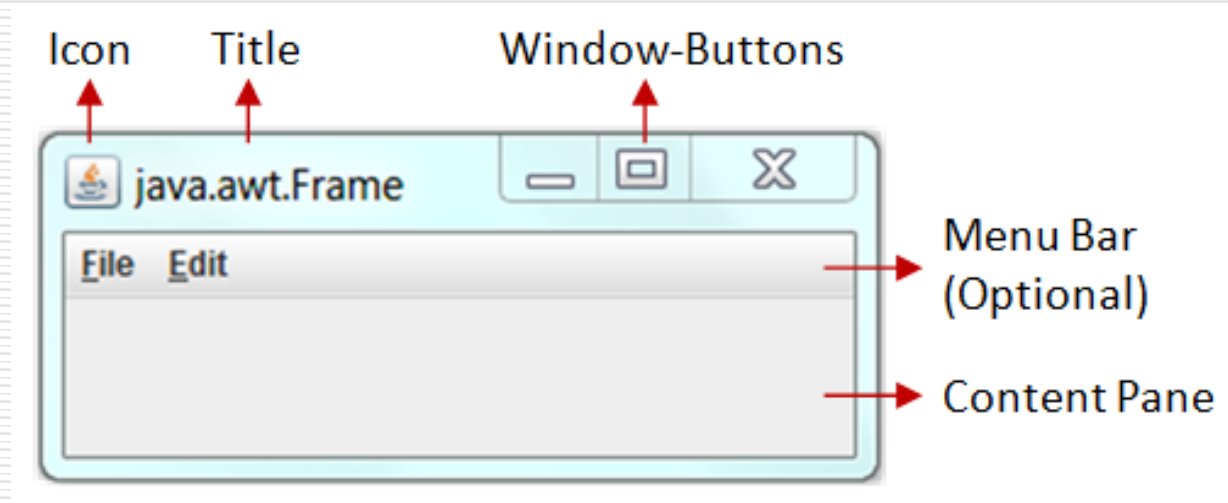 Icon Title Window-Buttons
java.awt.Frame
File Edit
Menu Bar
(Optional)
Content Pane